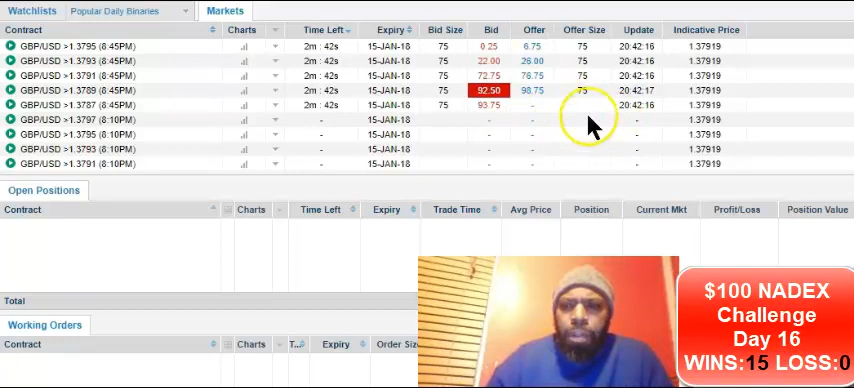 Watchlists Popular Daily Binaries Markets
Contract Charts Time Left Expiry Bid Size Bid Offer Offer Size Update Indicative Price
GBP/USD >1.3795 (8:45PM) 2m : 42s 15-JAN-18 75 0.25 6.75 75 20:42:16 1.37919
GBP/USD >1.3793 (8:45PM) 2m : 42s 15-JAN-18 75 22.00 26.00 75 20:42:16 1.37919
GBP/USD >1.3791 (8:45PM) 2m : 42s 15-JAN-18 75 72.75 76.75 75 20:42:16 1.37919
GBP/USD >1.3789 (8:45PM) 2m : 42s 15-JAN-18 75 92.50 98.75 75 20:42:17 1.37919
GBP/USD >1.3787 (8:45PM) 2m : 42s 15-JAN-18 75 93.75 - - 20:42:16 1.37919
GBP/USD >1.3797 (8:10PM) - 15-JAN-18 - - - - - 1.37919
GBP/USD >1.3795 (8:10PM) - 15-JAN-18 - - - - - 1.37919
GBP/USD >1.3793 (8:10PM) - 15-JAN-18 - - - - - 1.37919
GBP/USD >1.3791 (8:10PM) - 15-JAN-18 - - - - - 1.37919
Open Positions
Contract Charts Time Left Expiry Trade Time Avg Price Position Current Mkt Profit/Loss Position Value
Total
Working Orders
Contract Charts T... Expiry Order Size
$100 NADEX
Challenge
Day 16
WINS:15 LOSS:0